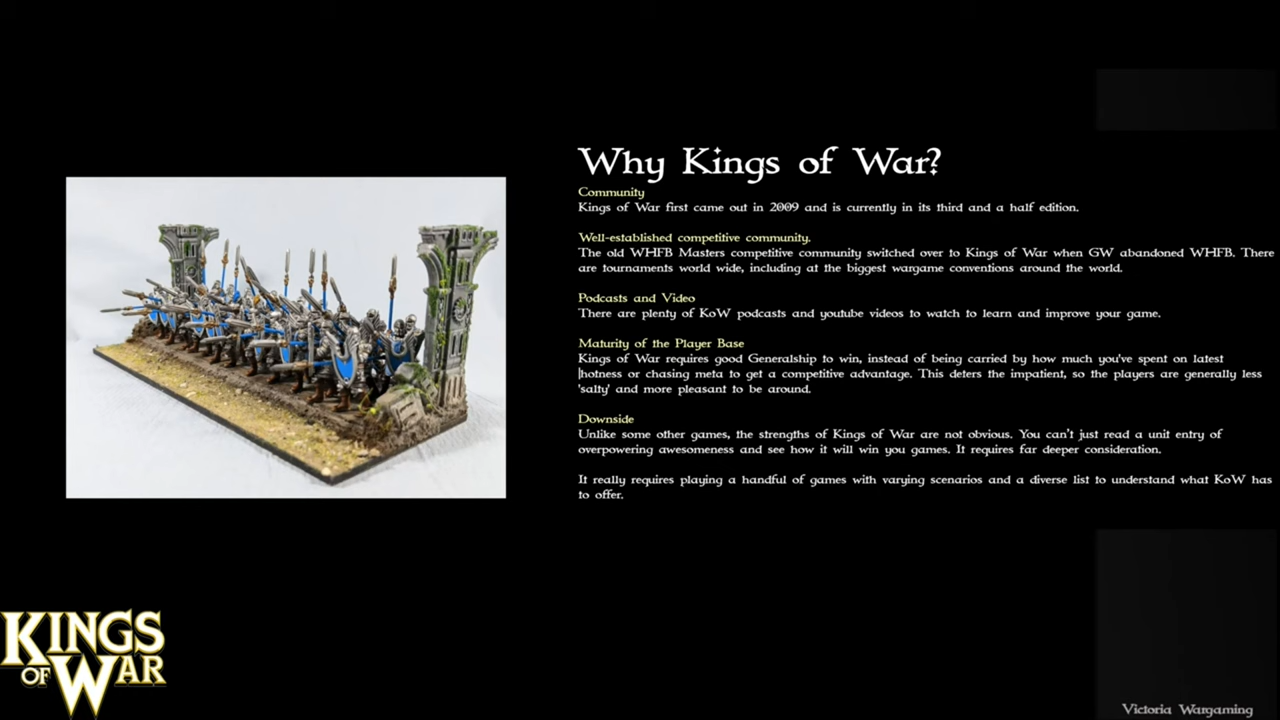 Why Kings of War?
Community
Kings of War first came out in 2009 and is currently in its third and a half edition.
Well-established competitive community.
The old WHFB Masters competitive community switched over to Kings of War when GW abandoned WHFB. There
are tournaments world wide, including at the biggest wargame conventions around the world.
Podcasts and Video
There are plenty of KoW podcasts and youtube videos to watch to learn and improve your game.
Maturity of the Player Base
Kings of War requires good Generalship to win, instead of being carried by how much you've spent on latest
hotness or chasing meta to get a competitive advantage. This deters the impatient, so the players are generally less
'salty' and more pleasant to be around.
Downside
Unlike some other games, the strengths of Kings of War are not obvious. You can't just read a unit entry of
overpowering awesomeness and see how it will win you games. It requires far deeper consideration.
It really requires playing a handful of games with varying scenarios and a diverse list to understand what KoW has
to offer.
KINGS
OF WAR
Victoria Wargaming